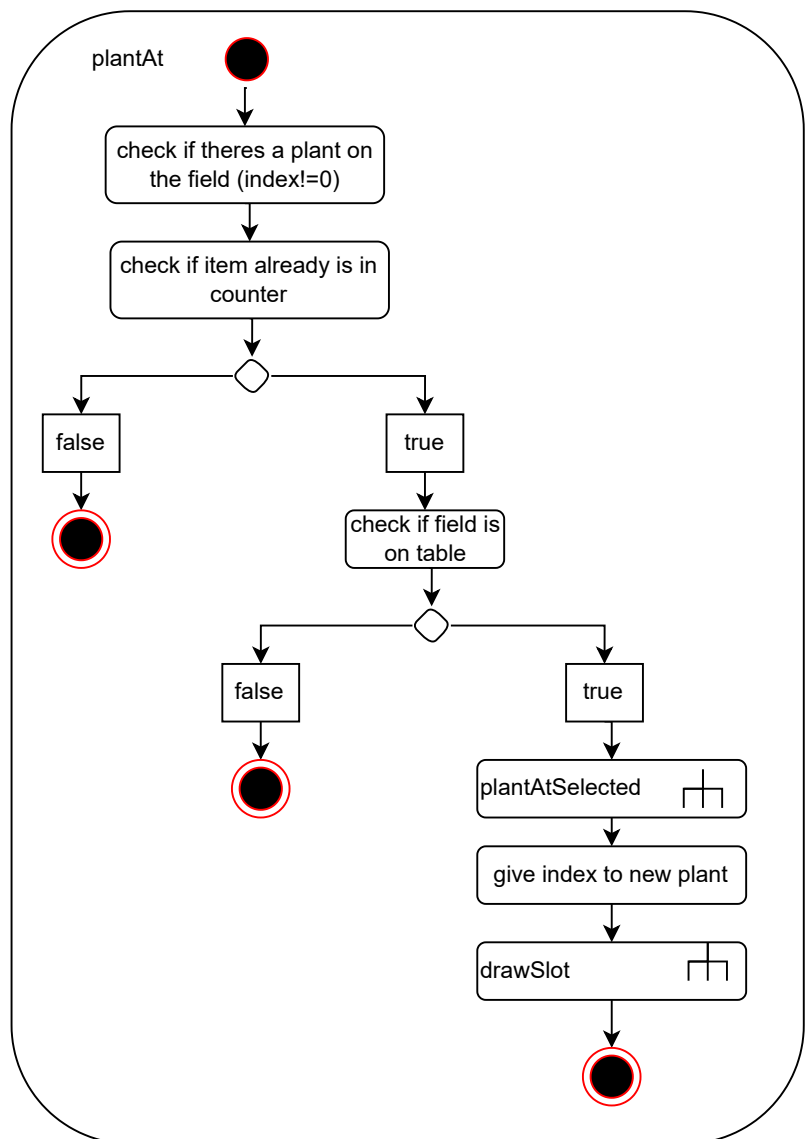 plantAt
check if theres a plant on
the field (index!=0)
check if item already is in
counter
false
true
check if field is
on table
false
true
plantAtSelected
give index to new plant
drawSlot